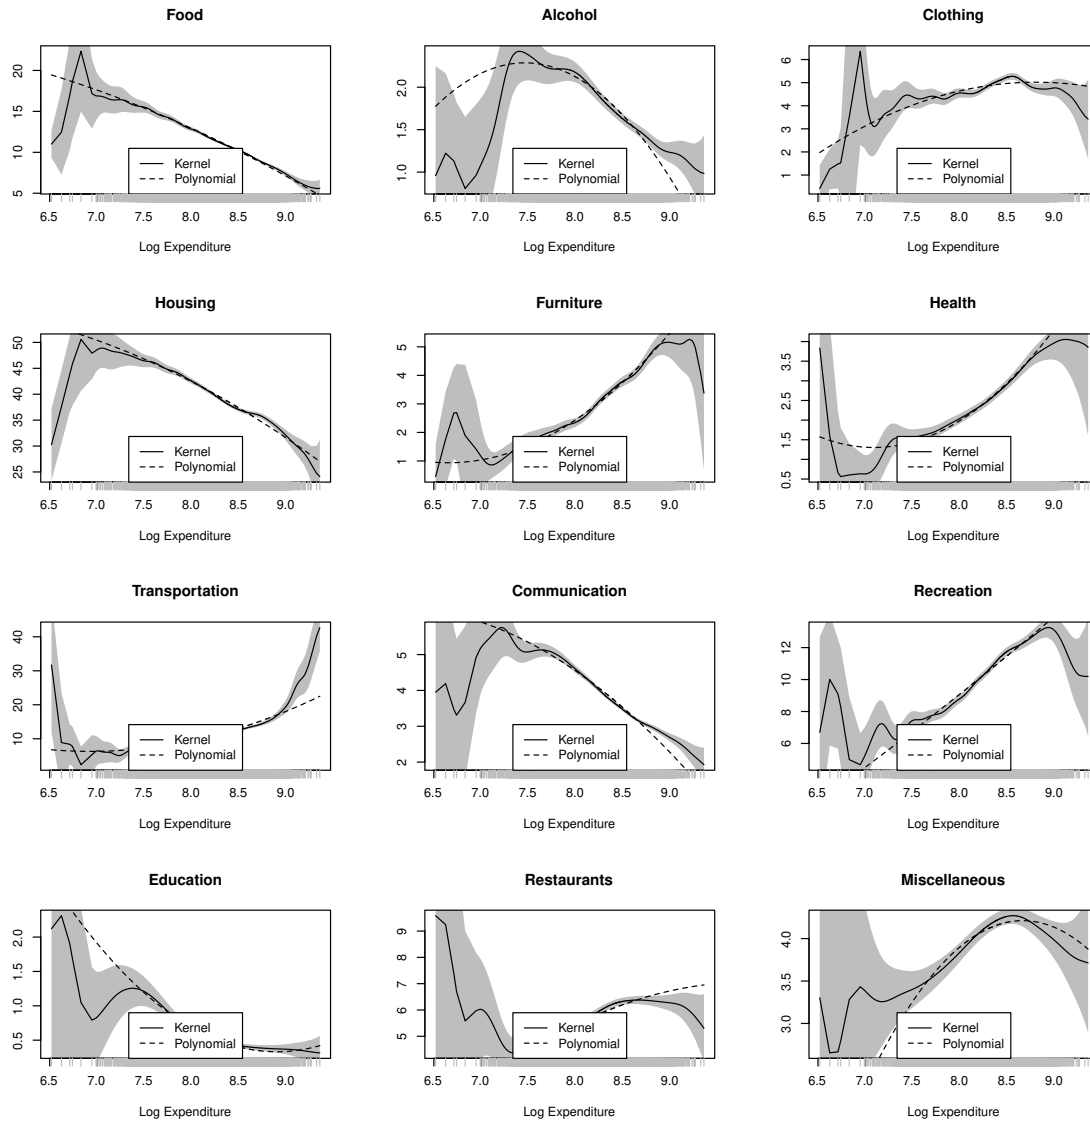 Food
20
15
10
5
Kernel
Polynomial
6.5 7.0 7.5 8.0 8.5 9.0
Log Expenditure
Alcohol
2.0
1.5
1.0
Kernel
Polynomial
6.5 7.0 7.5 8.0 8.5 9.0
Log Expenditure
Clothing
6
5
4
3
2
1
Kernel
Polynomial
6.5 7.0 7.5 8.0 8.5 9.0
Log Expenditure
Housing
50
45
40
35
30
25
Kernel
Polynomial
6.5 7.0 7.5 8.0 8.5 9.0
Log Expenditure
Furniture
5
4
3
2
1
Kernel
Polynomial
6.5 7.0 7.5 8.0 8.5 9.0
Log Expenditure
Health
3.5
2.5
1.5
0.5
Kernel
Polynomial
6.5 7.0 7.5 8.0 8.5 9.0
Log Expenditure
Transportation
40
30
20
10
Kernel
Polynomial
6.5 7.0 7.5 8.0 8.5 9.0
Log Expenditure
Communication
5
4
3
2
Kernel
Polynomial
6.5 7.0 7.5 8.0 8.5 9.0
Log Expenditure
Recreation
12
10
8
6
Kernel
Polynomial
6.5 7.0 7.5 8.0 8.5 9.0
Log Expenditure
Education
2.0
1.5
1.0
0.5
Kernel
Polynomial
6.5 7.0 7.5 8.0 8.5 9.0
Log Expenditure
Restaurants
9
8
7
6
5
Kernel
Polynomial
6.5 7.0 7.5 8.0 8.5 9.0
Log Expenditure
Miscellaneous
4.0
3.5
3.0
Kernel
Polynomial
6.5 7.0 7.5 8.0 8.5 9.0
Log Expenditure